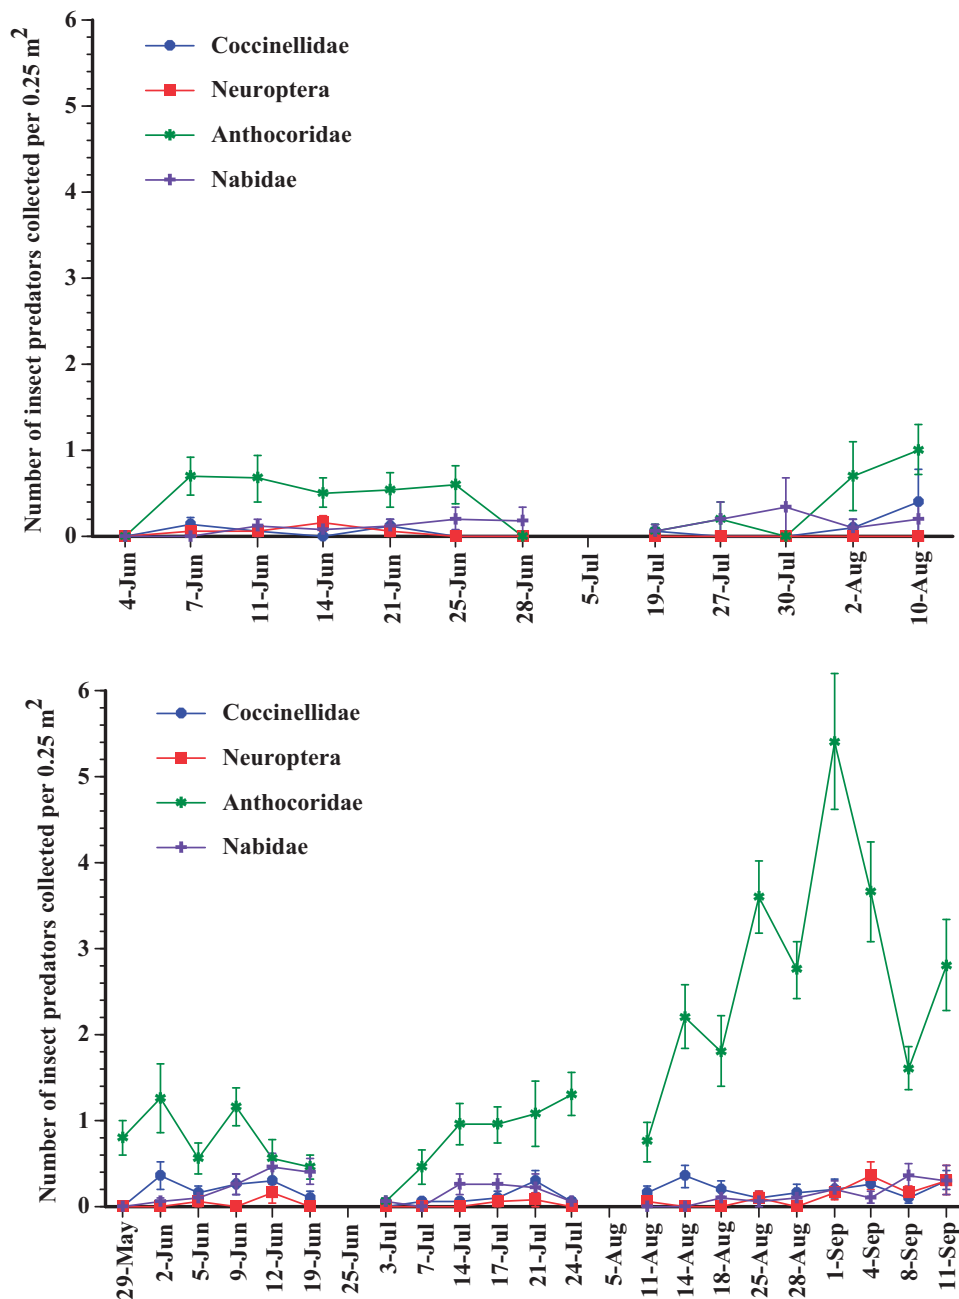 Number of insect predators collected per 0.25 m2
6
5
4
3
2
1
0
Coccinellidae
Neuroptera
Anthocoridae
Nabidae
4-Jun
7-Jun
11-Jun
14-Jun
21-Jun
25-Jun
28-Jun
5-Jul
19-Jul
27-Jul
30-Jul
2-Aug
10-Aug
Number of insect predators collected per 0.25 m2
6
5
4
3
2
1
0
Coccinellidae
Neuroptera
Anthocoridae
Nabidae
29-May
2-Jun
5-Jun
9-Jun
12-Jun
19-Jun
25-Jun
3-Jul
7-Jul
14-Jul
17-Jul
21-Jul
24-Jul
5-Aug
11-Aug
14-Aug
18-Aug
25-Aug
28-Aug
1-Sep
4-Sep
8-Sep
11-Sep